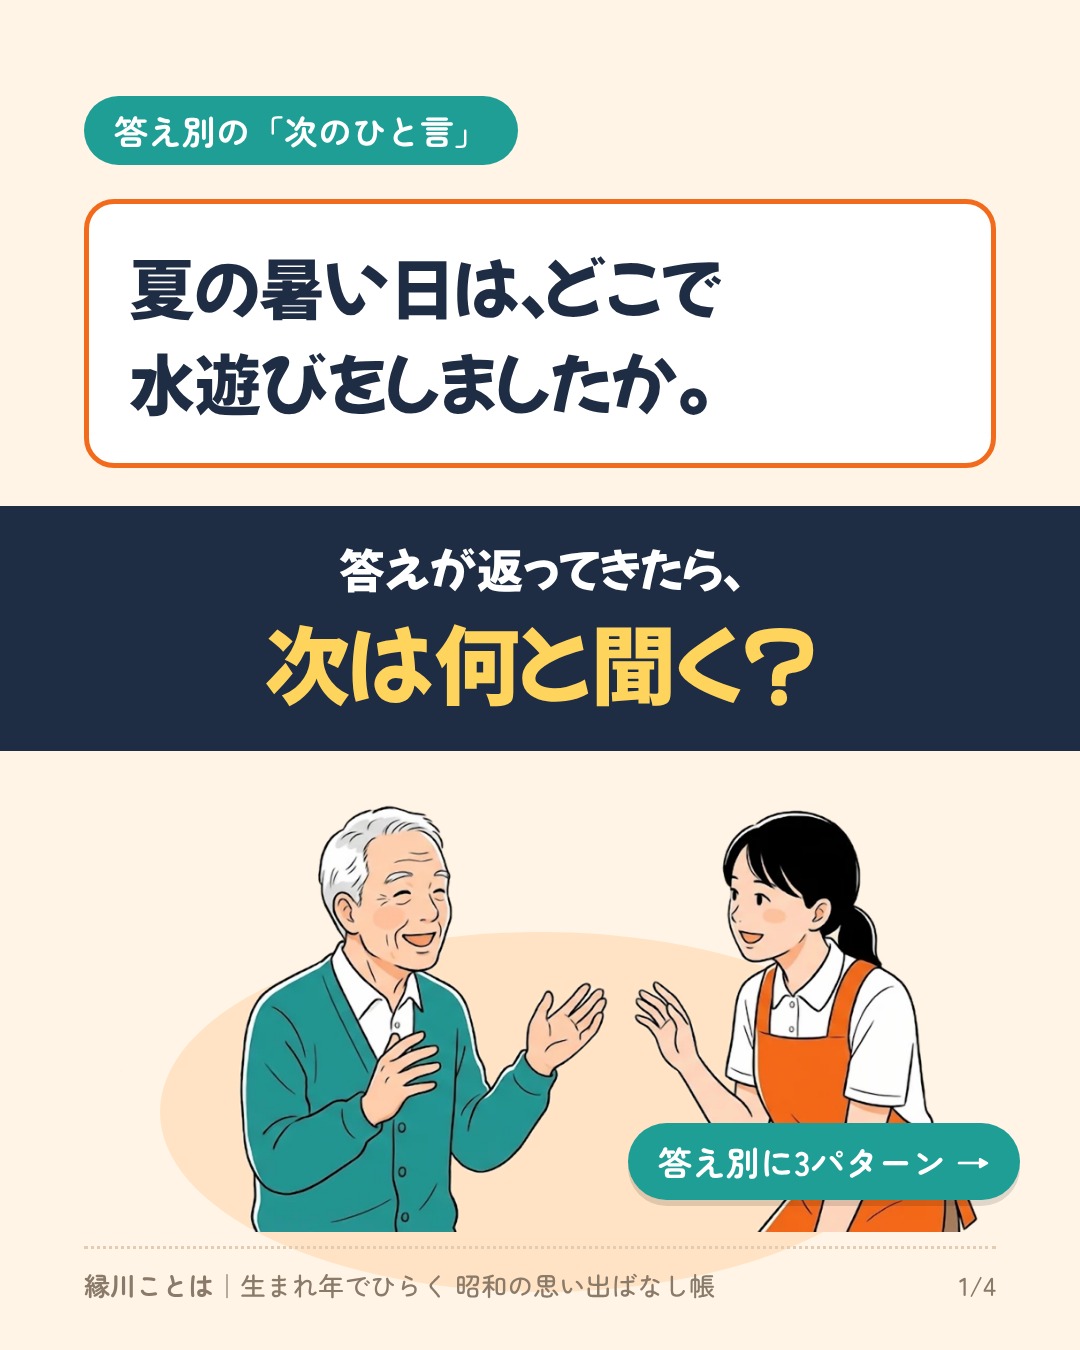 答え別の「次のひと言」
夏の暑い日は、どこで
水遊びをしましたか。
答えが返ってきたら、
次は何と聞く？
答え別に3パターン →
縁川ことは｜生まれ年でひらく 昭和の思い出ばなし帳
1/4